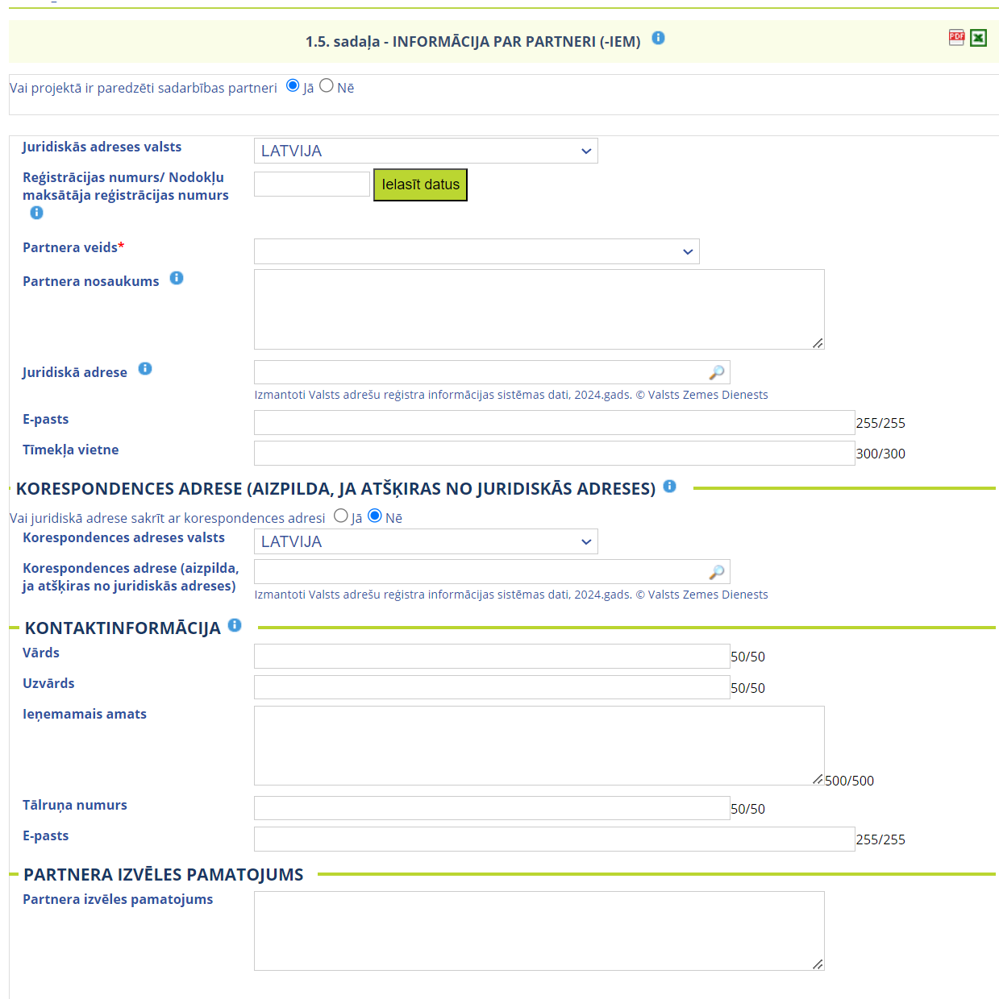 1.5. sadaļa - INFORMĀCIJA PAR PARTNERI (-IEM)
PDF
Vai projektā ir paredzēti sadarbības partneri Jā Nē
Juridiskās adreses valsts LATVIJA
Reģistrācijas numurs/ Nodokļu
maksātāja reģistrācijas numurs
Ielasīt datus
Partnera veids*
Partnera nosaukums
Juridiskā adrese
Izmantoti Valsts adrešu reģistra informācijas sistēmas dati, 2024.gads. © Valsts Zemes Dienests
E-pasts 255/255
Tīmekļa vietne 300/300
KORESPONDENCES ADRESE (AIZPILDA, JA ATŠĶIRAS NO JURIDISKĀS ADRESES)
Vai juridiskā adrese sakrīt ar korespondences adresi Jā Nē
Korespondences adreses valsts LATVIJA
Korespondences adrese (aizpilda,
ja atšķiras no juridiskās adreses)
Izmantoti Valsts adrešu reģistra informācijas sistēmas dati, 2024.gads. © Valsts Zemes Dienests
KONTAKTINFORMĀCIJA
Vārds 50/50
Uzvārds 50/50
Ieņemamais amats 500/500
Tālruņa numurs 50/50
E-pasts 255/255
PARTNERA IZVĒLES PAMATOJUMS
Partnera izvēles pamatojums